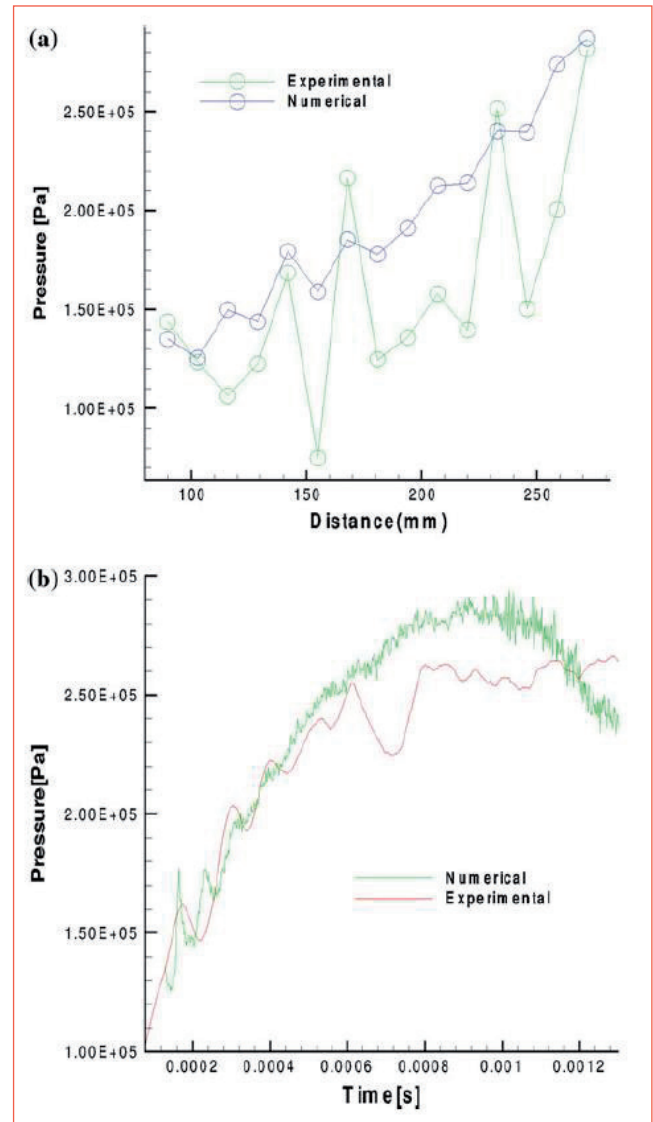 (a)
Experimental
Numerical
2.50E+05
2.00E+05
1.50E+05
1.00E+05
Pressure [Pa]
100
150
200
250
Distance(mm)
(b)
3.00E+05
2.50E+05
2.00E+05
1.50E+05
1.00E+05
Pressure[Pa]
Numerical
Experimental
0.0002
0.0004
0.0006
0.0008
0.001
0.0012
Time[s]